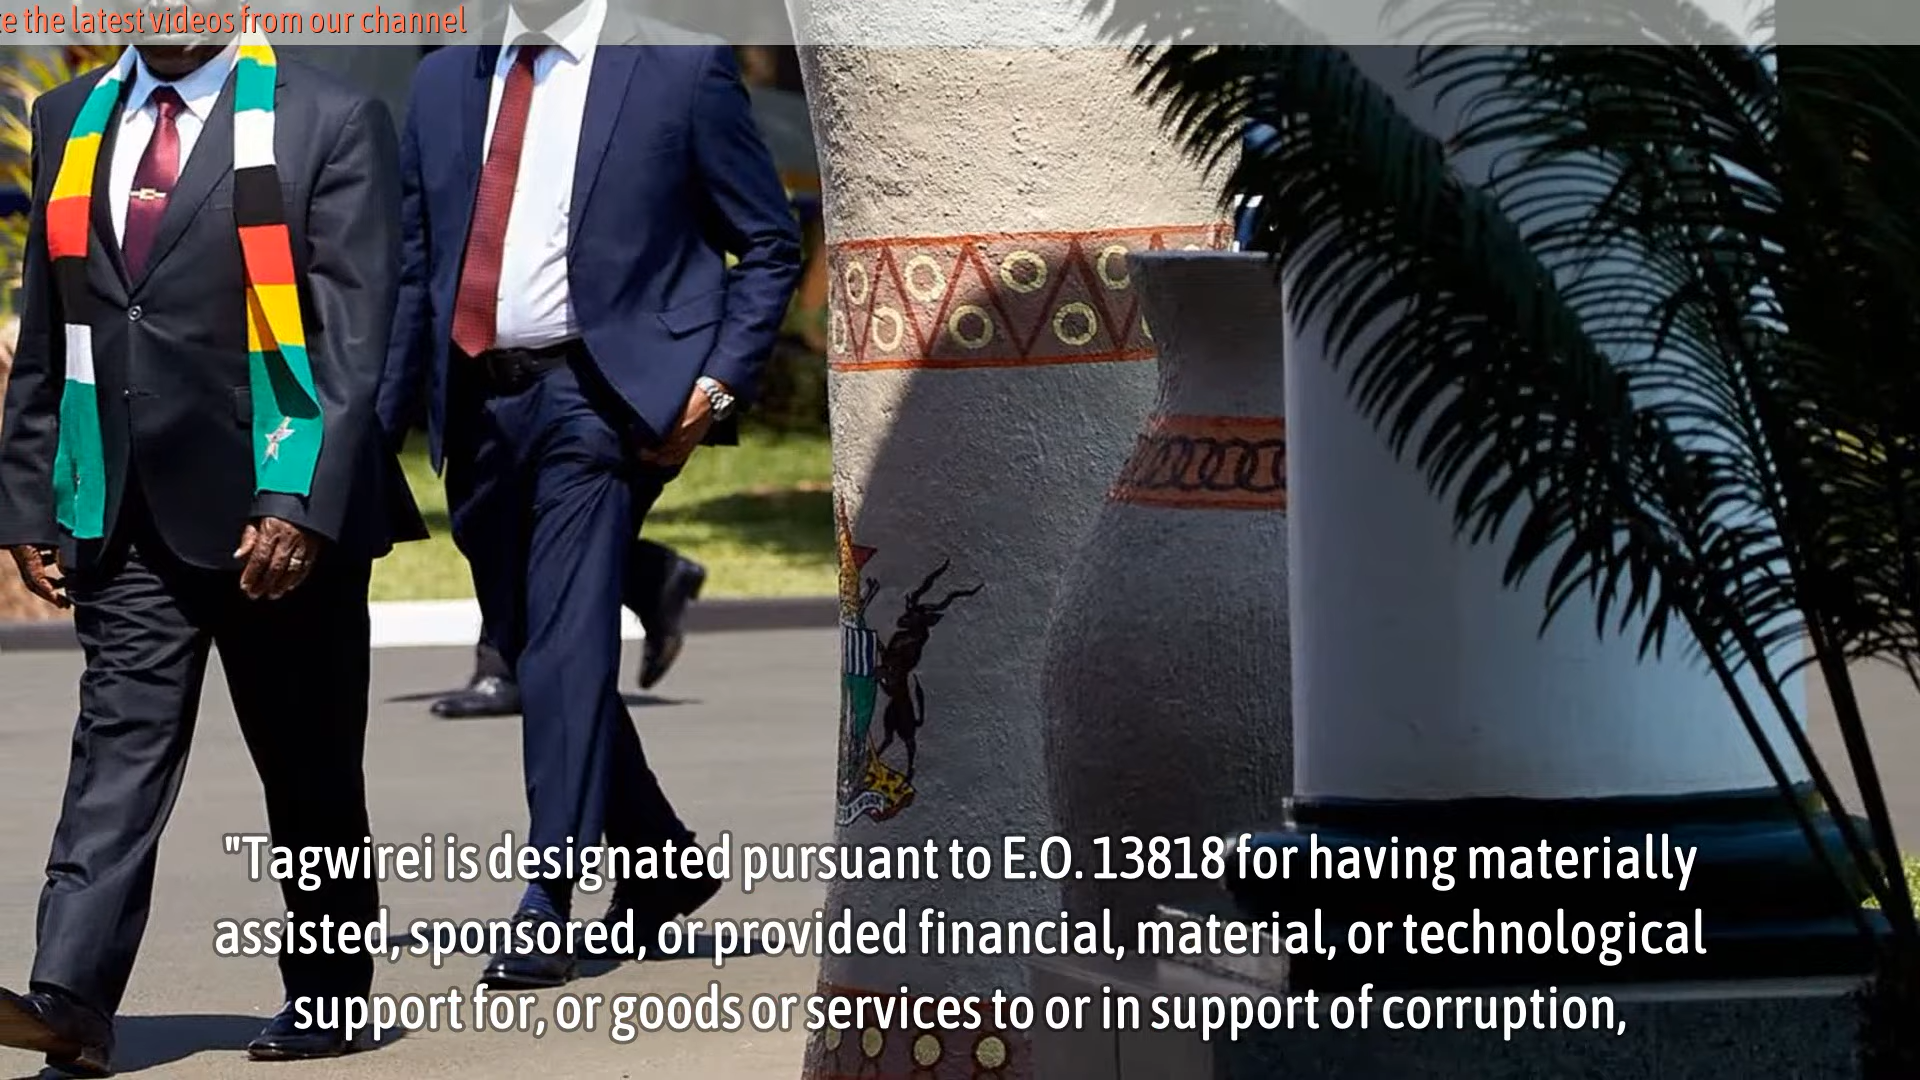 e the latest videos from our channel
"Tagwirei is designated pursuant to E.O. 13818 for having materially
assisted, sponsored, or provided financial, material, or technological
support for, or goods or services to or in support of corruption,